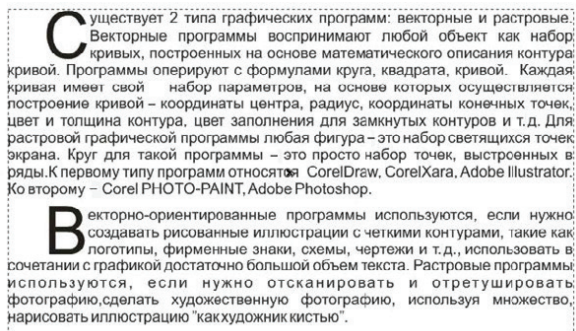 Существует 2 типа графических программ: векторные и растровые.
Векторные программы воспринимают любой объект как набор
кривых, построенных на основе математического описания контура
кривой. Программы оперируют с формулами круга, квадрата, кривой. Каждая
кривая имеет свой набор параметров, на основе которых осуществляется
построение кривой – координаты центра, радиус, координаты конечных точек,
цвет и толщина контура, цвет заполнения для замкнутых контуров и т.д. Для
растровой графической программы любая фигура – это набор светящихся точек
экрана. Круг для такой программы – это просто набор точек, выстроенных в
ряды.К первому типу программ относятся CorelDraw, CorelXara, Adobe Illustrator.
Ко второму – Corel PHOTO-PAINT, Adobe Photoshop.
Векторно-ориентированные программы используются, если нужно
создавать рисованные иллюстрации с четкими контурами, такие как
логотипы, фирменные знаки, схемы, чертежи и т.д., использовать в
сочетании с графикой достаточно большой объем текста. Растровые программы
используются, если нужно отсканировать и отретушировать
фотографию,сделать художественную фотографию, используя множество,
нарисовать иллюстрацию "как художник кистью".